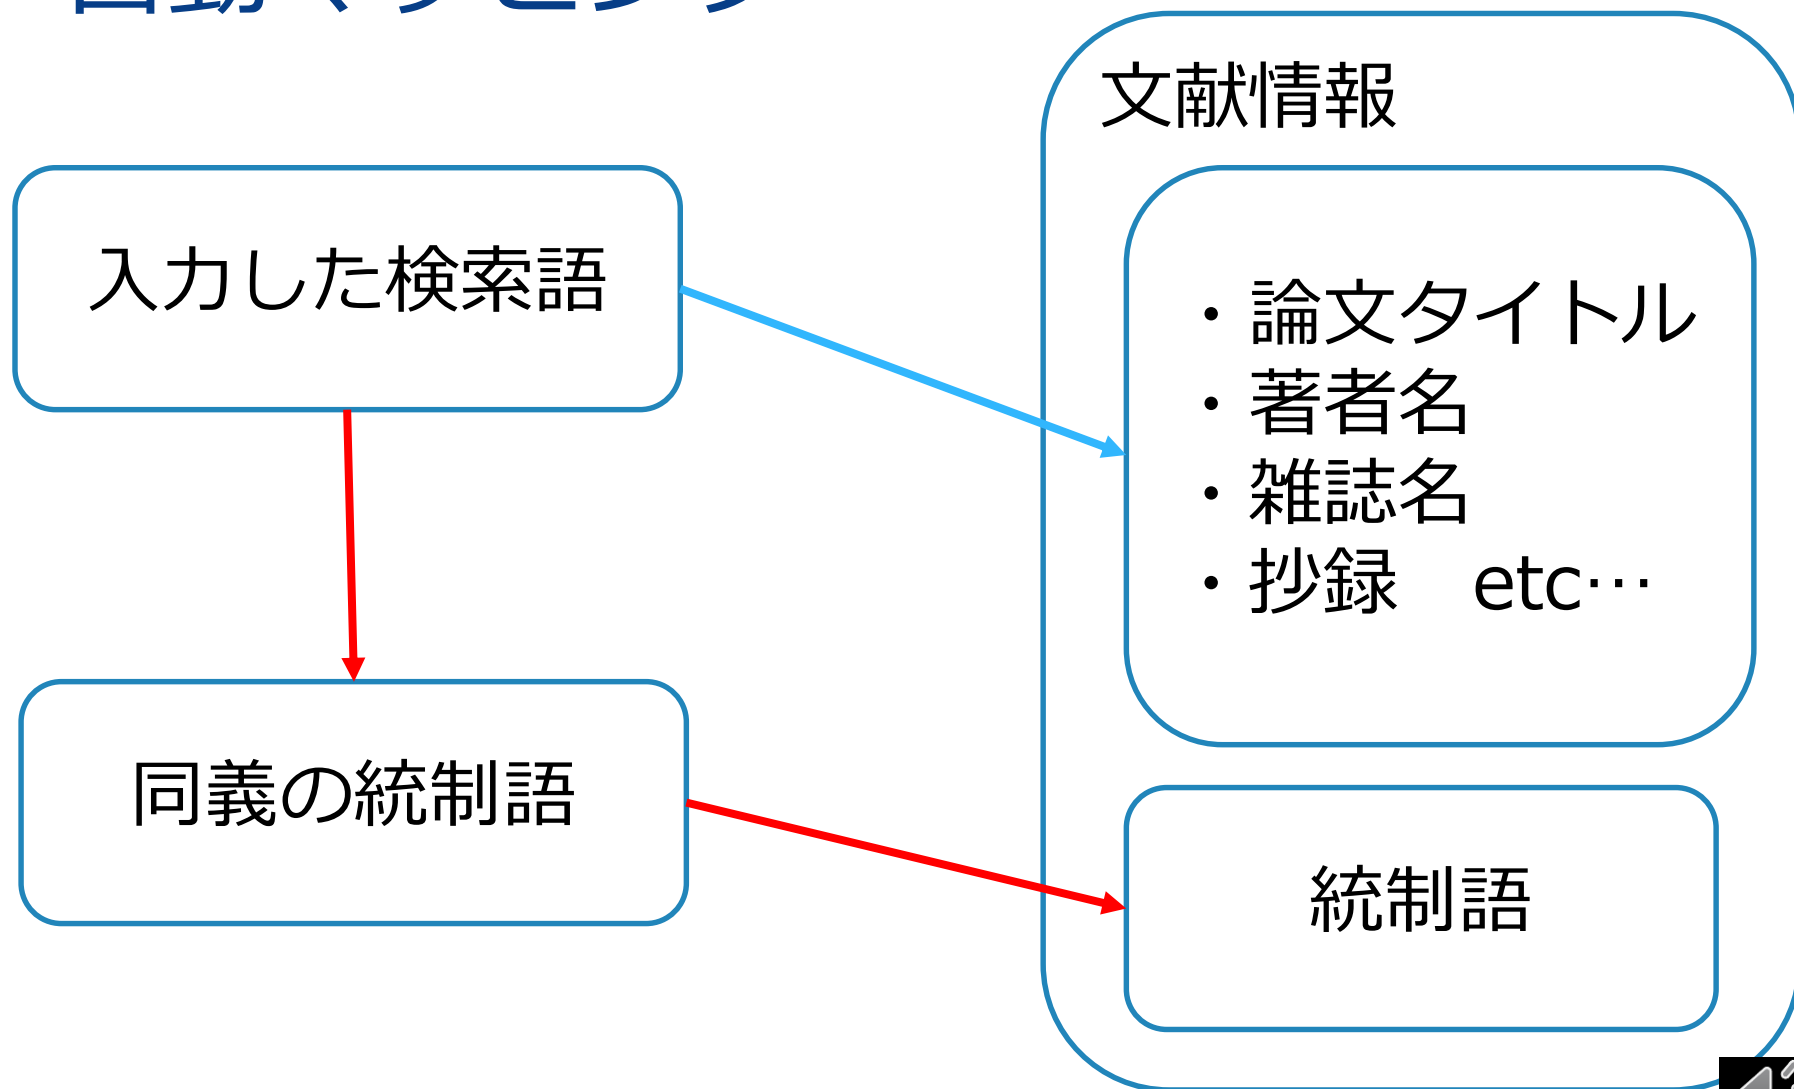 文献情報
入力した検索語
・論文タイトル
・著者名
・雑誌名
・抄録　etc…
同義の統制語
統制語